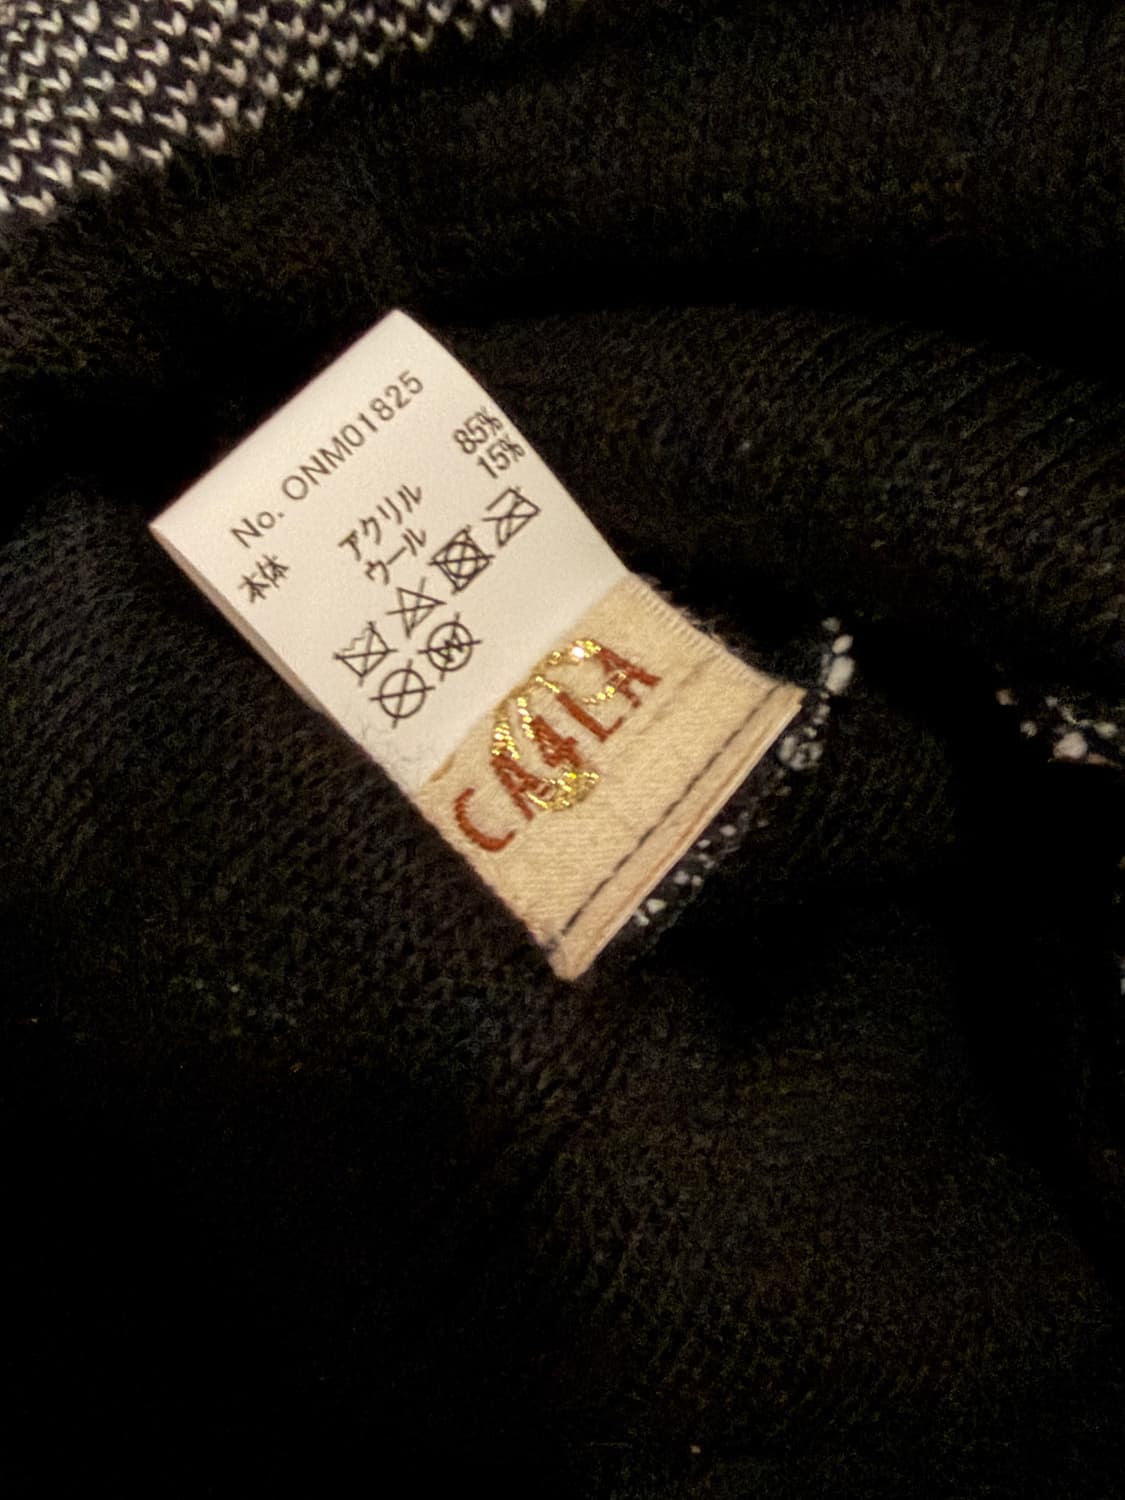 No. ONM01825
本体
アクリル 85%
ウール 15%
W
CA4LA